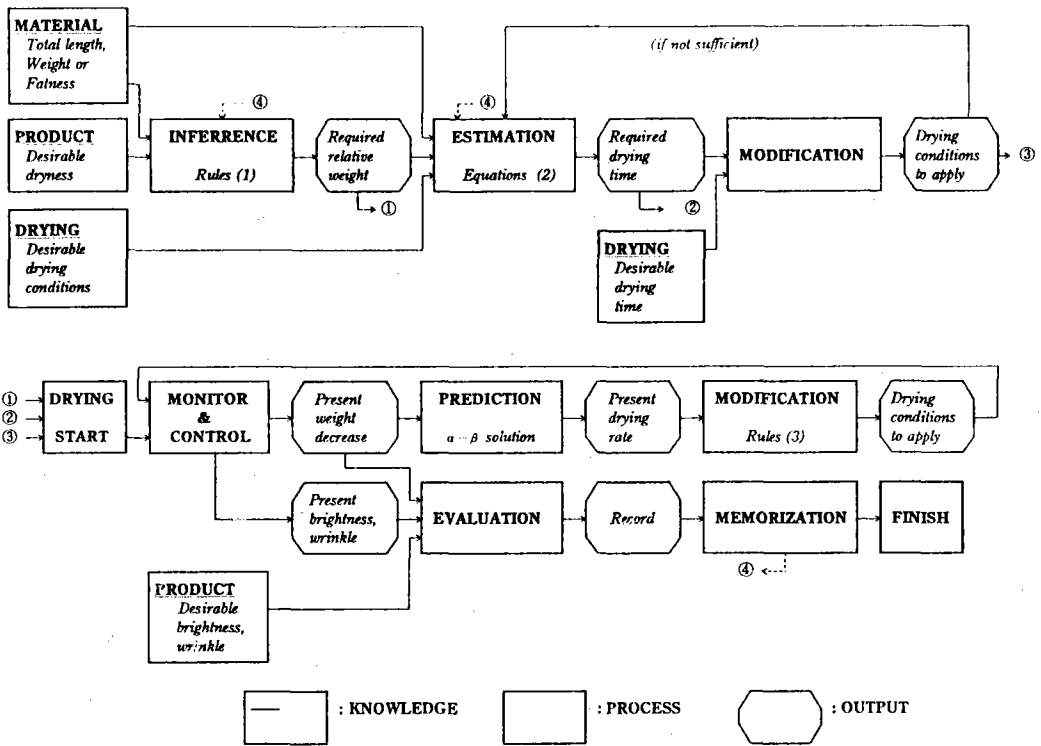 MATERIAL
Total length,
Weight or
Fatness
(if not sufficient)
④
④
PRODUCT
Desirable
dryness
INFERRENCE
Rules (1)
Required
relative
weight
①
ESTIMATION
Equations (2)
Required
drying
time
②
MODIFICATION
Drying
conditions
to apply
③
DRYING
Desirable
drying
conditions
DRYING
Desirable
drying
time
①
②
③
DRYING
START
MONITOR
&
CONTROL
Present
weight
decrease
PREDICTION
α - β solution
Present
drying
rate
MODIFICATION
Rules (3)
Drying
conditions
to apply
Present
brightness,
wrinkle
EVALUATION
Record
MEMORIZATION
FINISH
④
PRODUCT
Desirable
brightness,
wrinkle
: KNOWLEDGE
: PROCESS
: OUTPUT